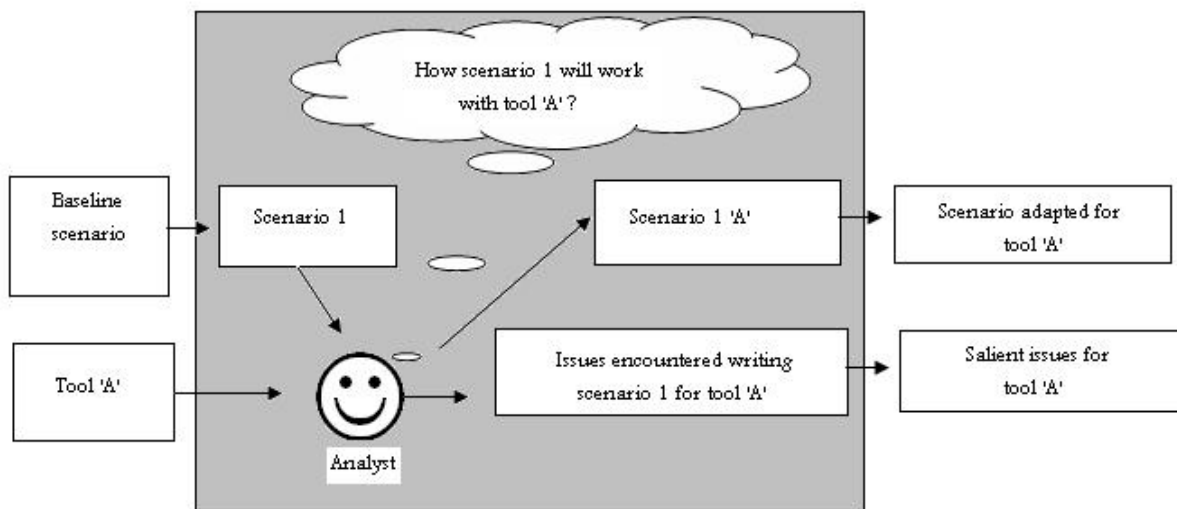 How scenario 1 will work
with tool 'A' ?
Baseline
scenario
Scenario 1
Scenario 1 'A'
Scenario adapted for
tool 'A'
Tool 'A'
Issues encountered writing
scenario 1 for tool 'A'
Salient issues for
tool 'A'
Analyst